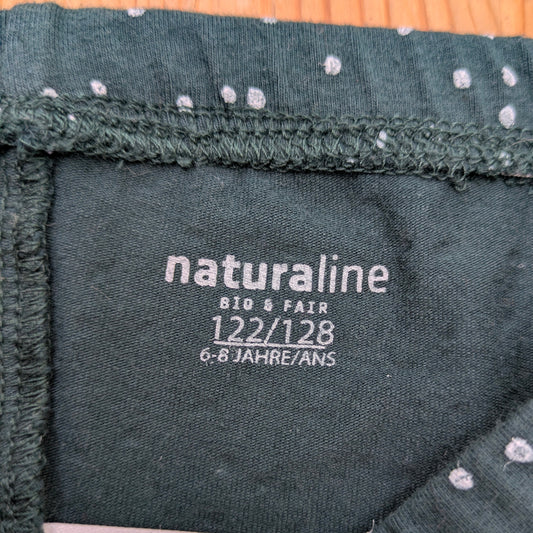 naturaline
BIO & FAIR
122/128
6-8 JAHRE/ANS